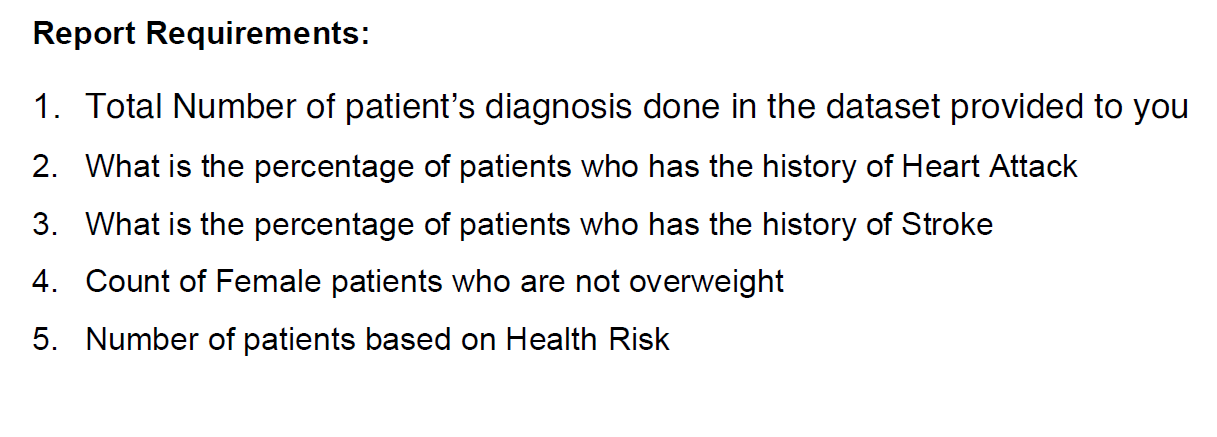 Report Requirements:
1. Total Number of patient’s diagnosis done in the dataset provided to you
2. What is the percentage of patients who has the history of Heart Attack
3. What is the percentage of patients who has the history of Stroke
4. Count of Female patients who are not overweight
5. Number of patients based on Health Risk